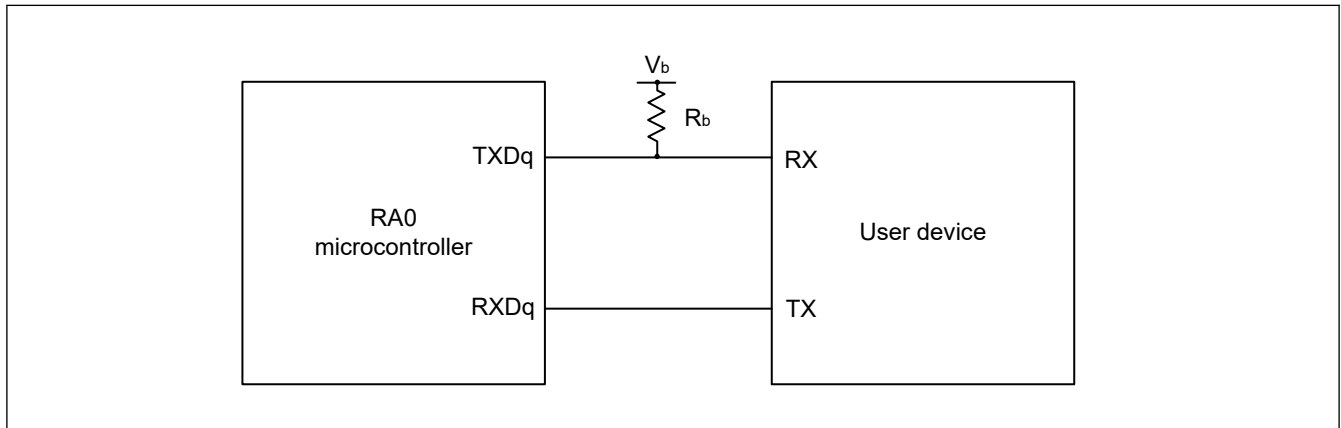 Vb
Rb
TXDq
RX
RA0
microcontroller
User device
RXDq
TX